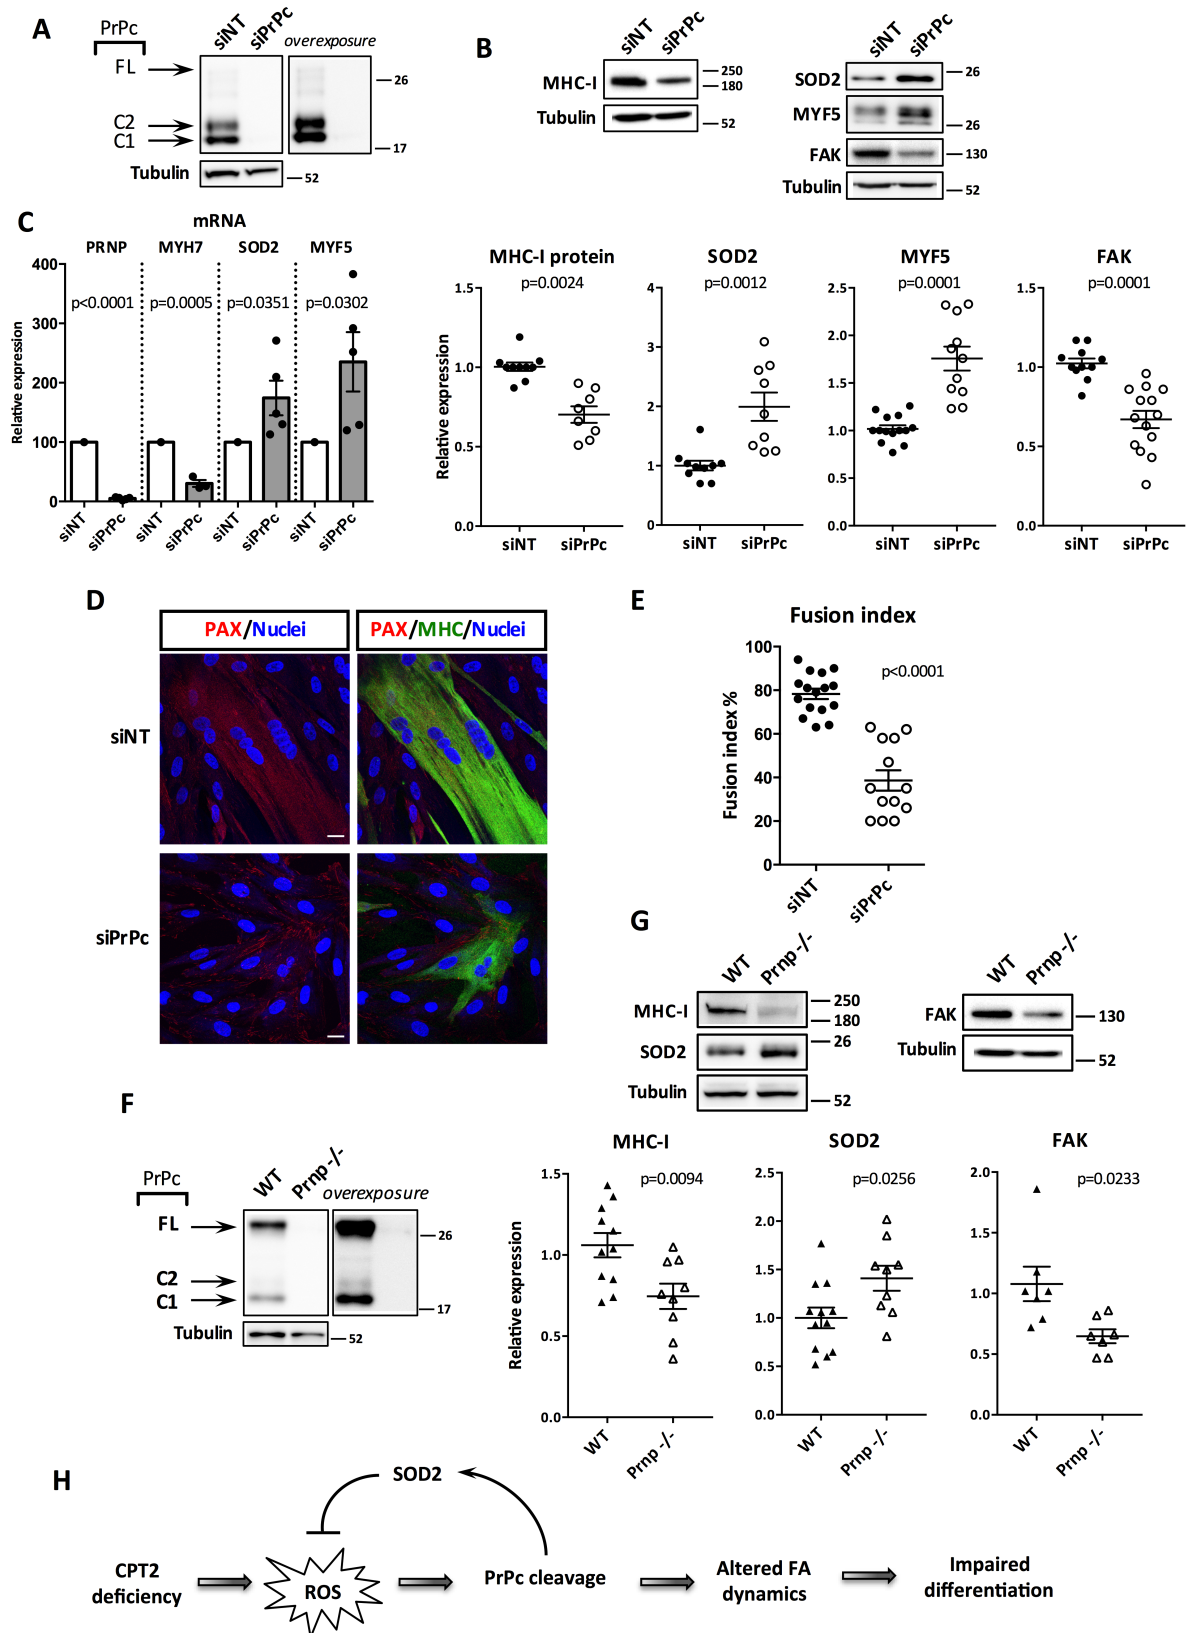 A
PrPc
siNT
siPrPc
overexposure
FL
C2
C1
26
17
Tubulin
52
B
siNT
siPrPc
MHC-I
250
180
Tubulin
52
siNT
siPrPc
SOD2
26
MYF5
26
FAK
130
Tubulin
52
C
mRNA
PRNP
MYH7
SOD2
MYF5
Relative expression
400
300
200
100
0
p<0.0001
p=0.0005
p=0.0351
p=0.0302
siNT
siPrPc
siNT
siPrPc
siNT
siPrPc
siNT
siPrPc
MHC-I protein
p=0.0024
Relative expression
1.5
1.0
0.5
0.0
siNT
siPrPc
SOD2
p=0.0012
4
3
2
1
0
siNT
siPrPc
MYF5
p=0.0001
2.5
2.0
1.5
1.0
0.5
0.0
siNT
siPrPc
FAK
p=0.0001
1.5
1.0
0.5
0.0
siNT
siPrPc
D
PAX/Nuclei
PAX/MHC/Nuclei
siNT
siPrPc
E
Fusion index
Fusion index %
100
80
60
40
20
0
p<0.0001
siNT
siPrPc
F
PrPc
WT
Prnp -/-
overexposure
FL
C2
C1
26
17
Tubulin
52
G
WT
Prnp -/-
MHC-I
250
180
SOD2
26
Tubulin
52
WT
Prnp -/-
FAK
130
Tubulin
52
MHC-I
p=0.0094
Relative expression
1.5
1.0
0.5
0.0
WT
Prnp -/-
SOD2
p=0.0256
2.5
2.0
1.5
1.0
0.5
0.0
WT
Prnp -/-
FAK
p=0.0233
2.0
1.5
1.0
0.5
0.0
WT
Prnp -/-
H
SOD2
CPT2
deficiency
ROS
PrPc cleavage
Altered FA
dynamics
Impaired
differentiation